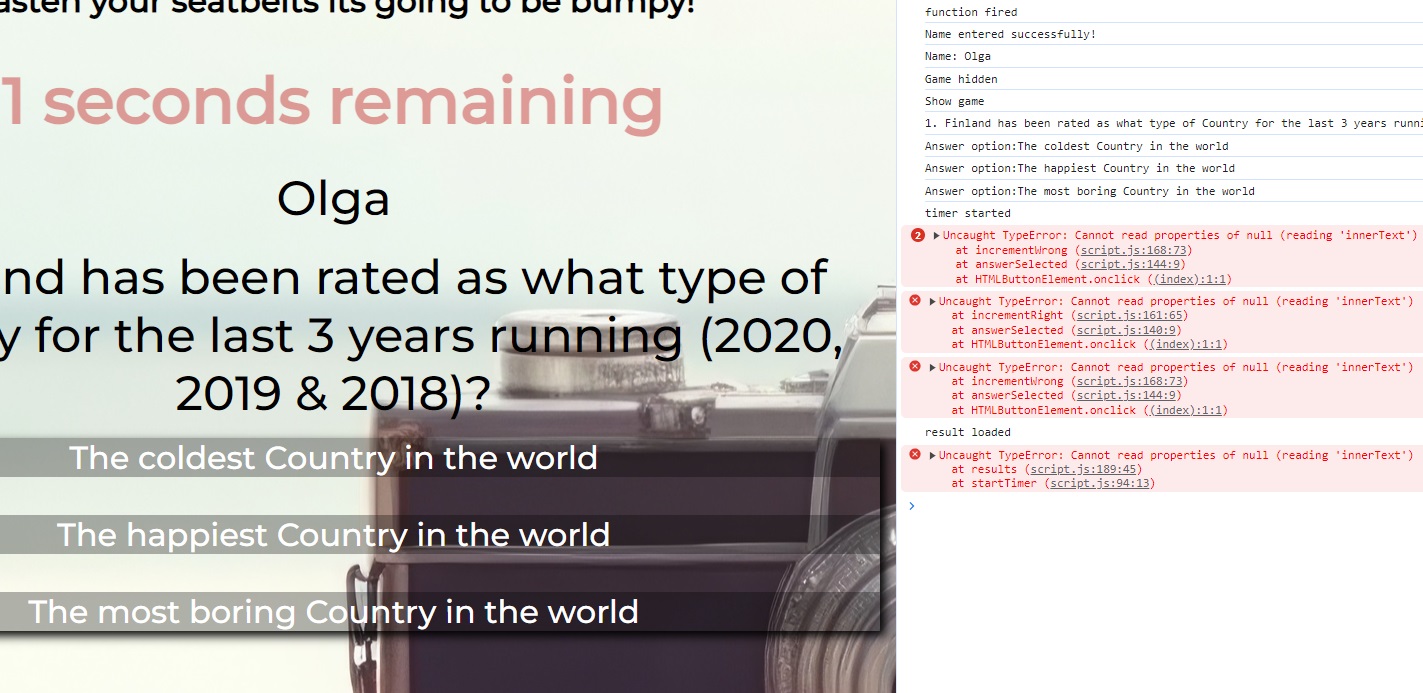 asten your seatbelts its going to be bumpy!
1 seconds remaining
Olga
nd has been rated as what type of
y for the last 3 years running (2020,
2019 & 2018)?
The coldest Country in the world
The happiest Country in the world
The most boring Country in the world
function fired
Name entered successfully!
Name: Olga
Game hidden
Show game
1. Finland has been rated as what type of Country for the last 3 years runni
Answer option:The coldest Country in the world
Answer option:The happiest Country in the world
Answer option:The most boring Country in the world
timer started
2 Uncaught TypeError: Cannot read properties of null (reading 'innerText')
at incrementWrong (script.js:168:73)
at answerSelected (script.js:144:9)
at HTMLButtonElement.onclick ((index):1:1)
Uncaught TypeError: Cannot read properties of null (reading 'innerText')
at incrementRight (script.js:161:65)
at answerSelected (script.js:140:9)
at HTMLButtonElement.onclick ((index):1:1)
Uncaught TypeError: Cannot read properties of null (reading 'innerText')
at incrementWrong (script.js:168:73)
at answerSelected (script.js:144:9)
at HTMLButtonElement.onclick ((index):1:1)
result loaded
Uncaught TypeError: Cannot read properties of null (reading 'innerText')
at results (script.js:189:45)
at startTimer (script.js:94:13)